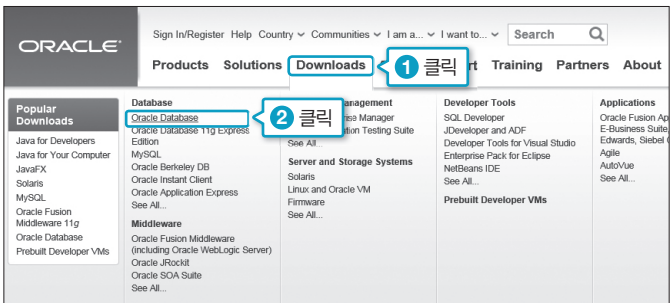 ORACLE
Sign In/Register Help Country Communities I am a... I want to... Search
Products Solutions Downloads Training Partners About
1 클릭
Popular
Downloads
Java for Developers
Java for Your Computer
JavaFX
Solaris
MySQL
Oracle Fusion
Middleware 11g
Oracle Database
Prebuilt Developer VMs
Database
Oracle Database
2 클릭
Oracle Database 11g Express
Edition
MySQL
Oracle Berkeley DB
Oracle Instant Client
Oracle Application Express
See All...
Middleware
Oracle Fusion Middleware
(including Oracle WebLogic Server)
Oracle JRockit
Oracle SOA Suite
See All...
Manager
Testing Suite
See All...
Server and Storage Systems
Solaris
Linux and Oracle VM
Firmware
See All...
Developer Tools
SQL Developer
JDeveloper and ADF
Developer Tools for Visual Studio
Enterprise Pack for Eclipse
NetBeans IDE
See All...
Prebuilt Developer VMs
Applications
Oracle Fusion Ap
E-Business Suite,
Edwards, Siebel
Agile
AutoVue
See All...